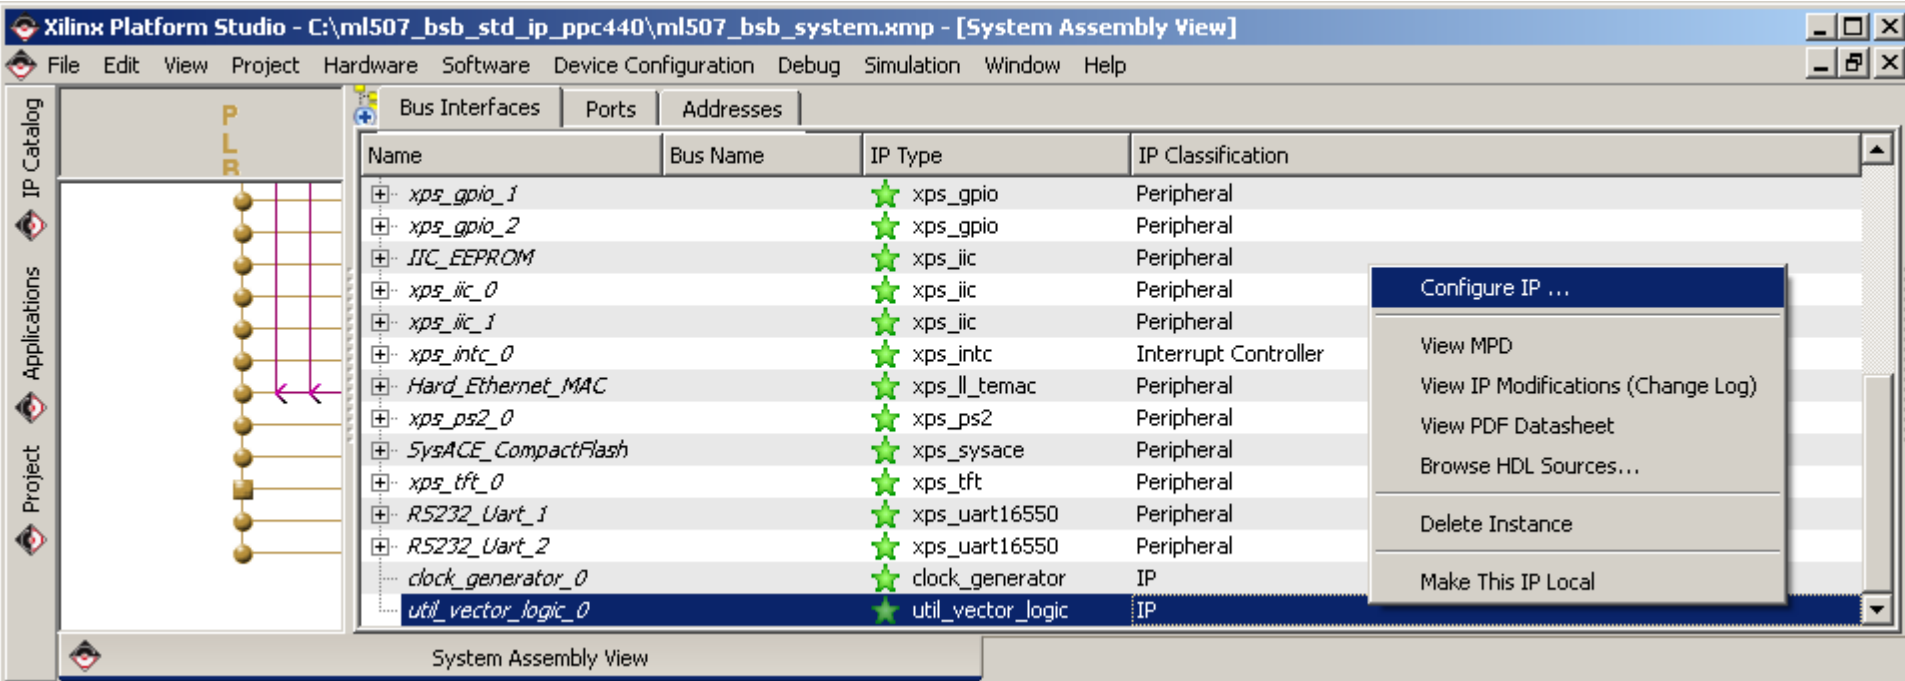 Xilinx Platform Studio - C:\ml507_bsb_std_ip_ppc440\ml507_bsb_system.xmp - [System Assembly View]
File Edit View Project Hardware Software Device Configuration Debug Simulation Window Help
IP Catalog
Applications
Project
P
L
B
Bus Interfaces Ports Addresses
Name Bus Name IP Type IP Classification
xps_gpio_1 xps_gpio Peripheral
xps_gpio_2 xps_gpio Peripheral
IIC_EEPROM xps_iic Peripheral
xps_iic_0 xps_iic Peripheral
xps_iic_1 xps_iic Peripheral
xps_intc_0 xps_intc Interrupt Controller
Hard_Ethernet_MAC xps_ll_temac Peripheral
xps_ps2_0 xps_ps2 Peripheral
SysACE_CompactFlash xps_sysace Peripheral
xps_tft_0 xps_tft Peripheral
RS232_Uart_1 xps_uart16550 Peripheral
RS232_Uart_2 xps_uart16550 Peripheral
clock_generator_0 clock_generator IP
util_vector_logic_0 util_vector_logic IP
Configure IP ...
View MPD
View IP Modifications (Change Log)
View PDF Datasheet
Browse HDL Sources...
Delete Instance
Make This IP Local
System Assembly View